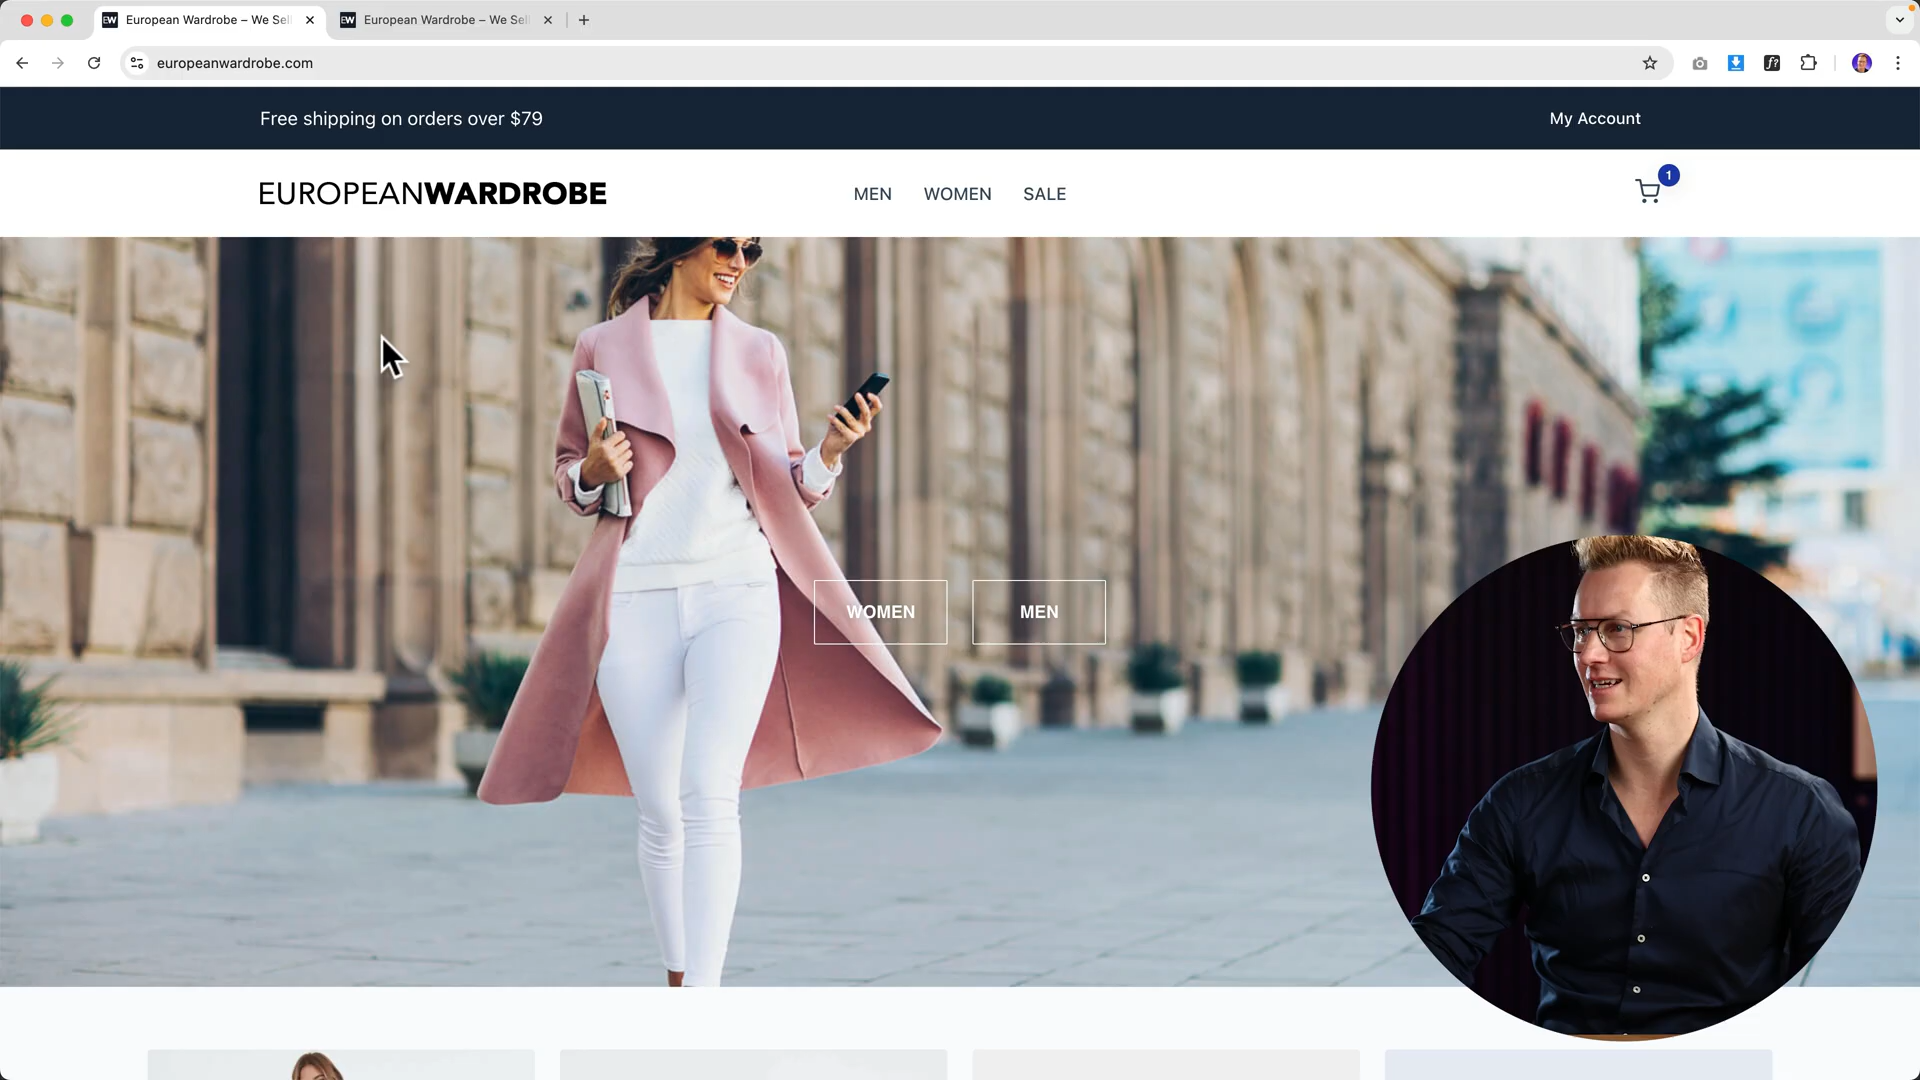 European Wardrobe – We Sel
European Wardrobe – We Sel
europeanwardrobe.com
Free shipping on orders over $79
My Account
EUROPEANWARDROBE
MEN
WOMEN
SALE
1
WOMEN
MEN